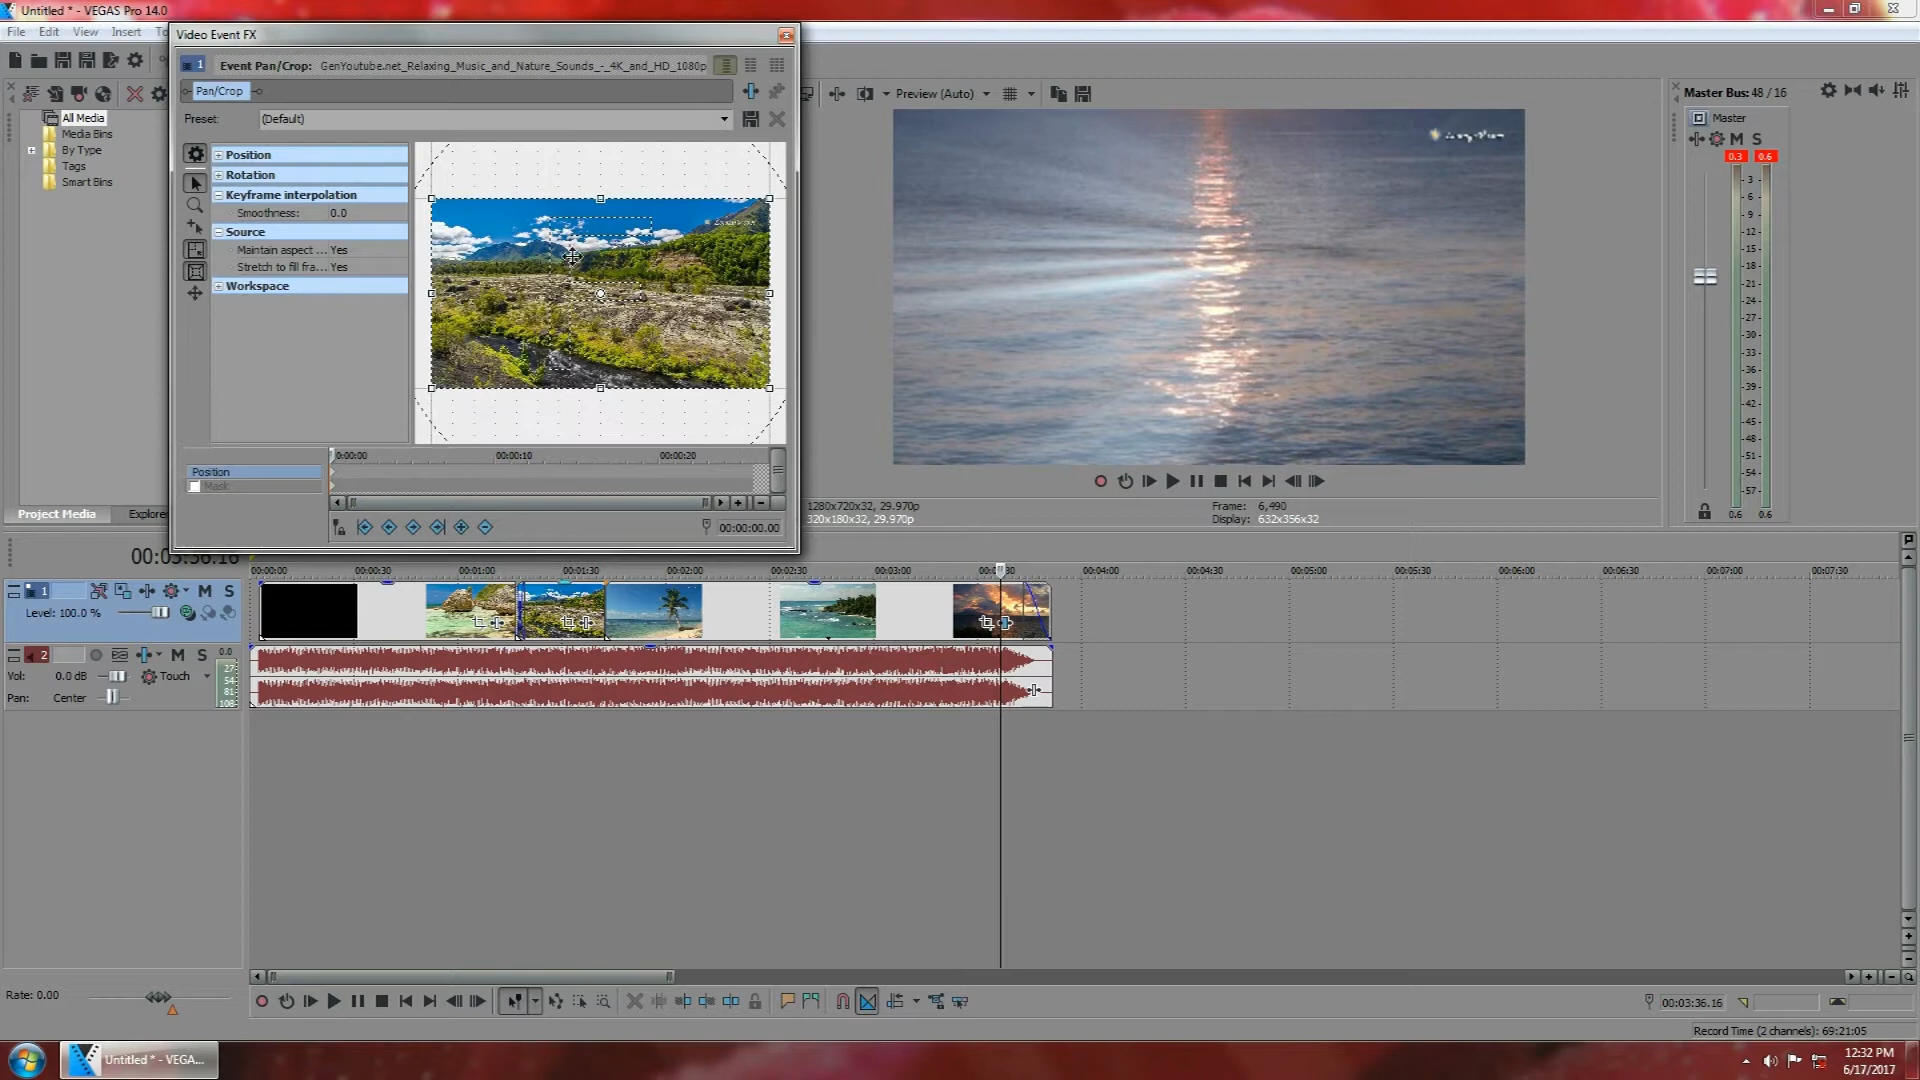 Untitled * - VEGAS Pro 14.0
File Edit View Insert To
Video Event FX
Event Pan/Crop: GenYoutube.net_Relaxing_Music_and_Nature_Sounds_-_4K_and_HD_1080p
Pan/Crop
Preset: (Default)
Position
Rotation
Keyframe interpolation
Smoothness: 0.0
Source
Maintain aspect ... Yes
Stretch to fill fra... Yes
Workspace
0:00:00 00:00:10 00:00:20
Position
Mask
00:00:00.00
All Media
Media Bins
By Type
Tags
Smart Bins
Project Media Explore
Preview (Auto)
1280x720x32, 29.970p
320x180x32, 29.970p
Frame: 6,490
Display: 632x356x32
Master Bus: 48 / 16
Master
M S
0.3 0.6
- 3 -
- 6 -
- 9 -
-12-
-15-
-18-
-21-
-24-
-27-
-30-
-33-
-36-
-39-
-42-
-45-
-48-
-51-
-54-
-57-
0.6 0.6
00:03:36.16
00:00:00 00:00:30 00:01:00 00:01:30 00:02:00 00:02:30 00:03:00 00:03:30 00:04:00 00:04:30 00:05:00 00:05:30 00:06:00 00:06:30 00:07:00 00:07:30
1 M S
Level: 100.0 %
2 M S 0.0
Vol: 0.0 dB Touch
Pan: Center
27
54
81
108
Rate: 0.00
00:03:36.16
Record Time (2 channels): 69:21:05
Untitled * - VEGA...
12:32 PM
6/17/2017